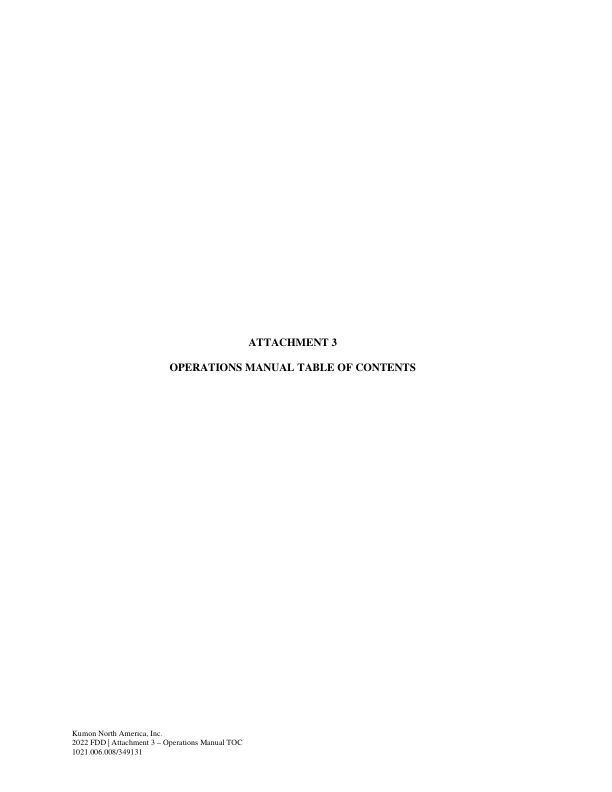 ATTACHMENT 3
OPERATIONS MANUAL TABLE OF CONTENTS
Kumon North America, Inc.
2022 FDD | Attachment 3 – Operations Manual TOC
1021.006.008/349131